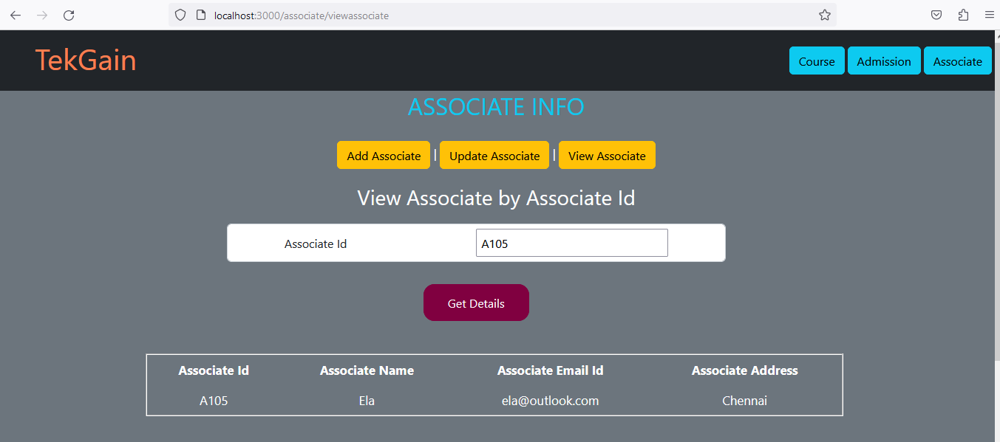 localhost:3000/associate/viewassociate
TekGain
Course Admission Associate
ASSOCIATE INFO
Add Associate | Update Associate | View Associate
View Associate by Associate Id
Associate Id A105
Get Details
Associate Id Associate Name Associate Email Id Associate Address
A105 Ela ela@outlook.com Chennai